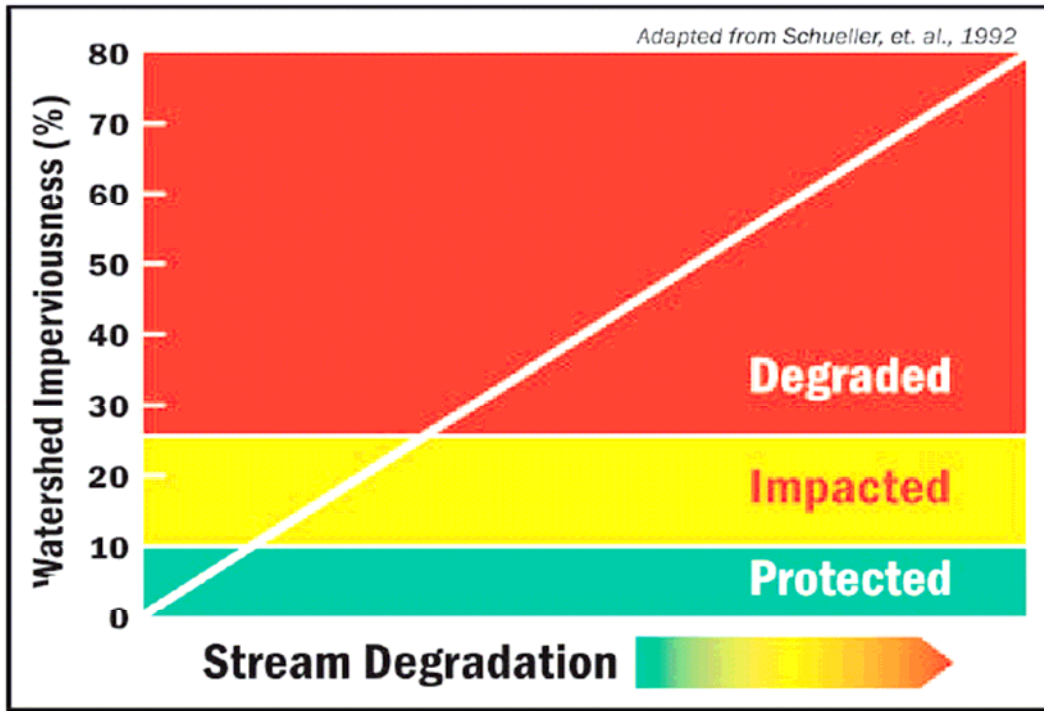 Adapted from Schueller, et. al., 1992
Watershed Imperviousness (%)
80
70
60
50
40
30
20
10
0
Degraded
Impacted
Protected
Stream Degradation